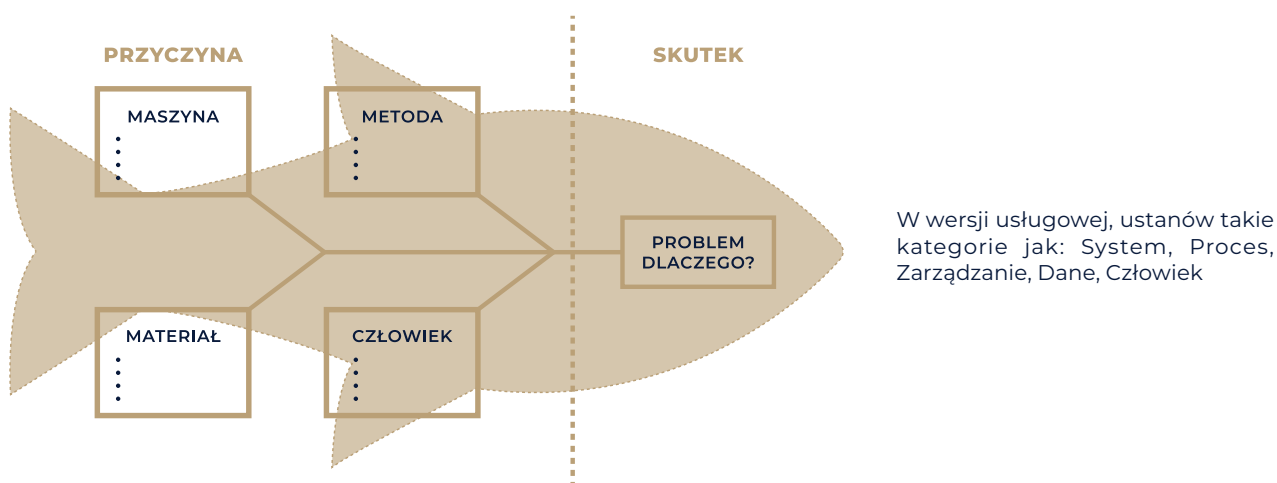 PRZYCZYNA
SKUTEK
MASZYNA
METODA
PROBLEM
DLACZEGO?
MATERIAŁ
CZŁOWIEK
W wersji usługowej, ustanów takie
kategorie jak: System, Proces,
Zarządzanie, Dane, Człowiek